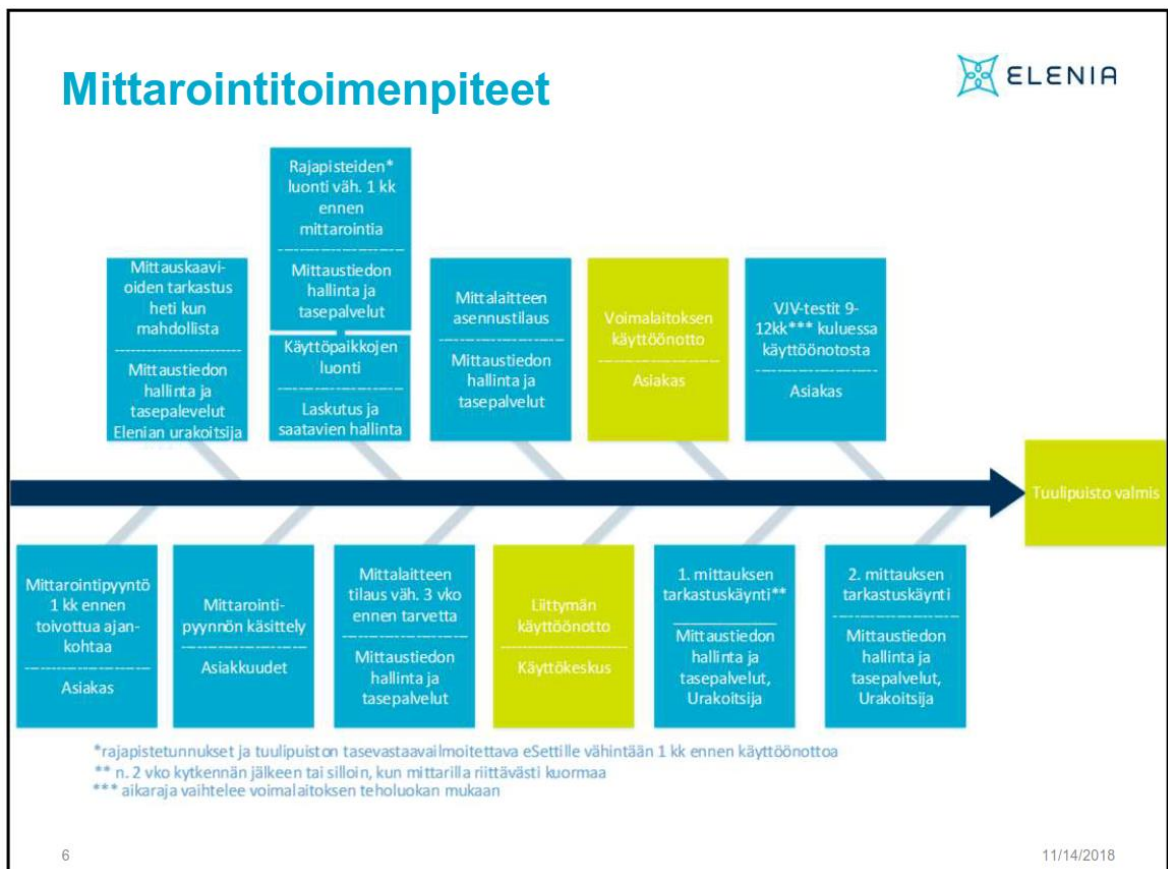 Mittarointitoimenpiteet
ELENIA
Rajapisteiden*
luonti väh. 1 kk
ennen
mittarointia
Mittaustiedon
hallinta ja
tasepalvelut
Mittauskaavi-
oiden tarkastus
heti kun
mahdollista
Mittaustiedon
hallinta ja
tasepalevelut
Elenian urakoitsija
Käyttöpaikkojen
luonti
Laskutus ja
saatavien hallinta
Mittalaitteen
asennustilaus
Mittaustiedon
hallinta ja
tasepalvelut
Voimalaitoksen
käyttöönotto
Asiakas
VJV-testit 9-
12kk*** kuluessa
käyttöönotosta
Asiakas
Tuulipuisto valmis
Mittarointipyyntö
1 kk ennen
toivottua ajan-
kohtaa
Asiakas
Mittarointi-
pyynnön käsittely
Asiakkuudet
Mittalaitteen
tilaus väh. 3 vko
ennen tarvetta
Mittaustiedon
hallinta ja
tasepalvelut
Liittymän
käyttöönotto
Käyttökeskus
1. mittauksen
tarkastuskäynti**
Mittaustiedon
hallinta ja
tasepalvelut,
Urakoitsija
2. mittauksen
tarkastuskäynti
Mittaustiedon
hallinta ja
tasepalvelut,
Urakoitsija
*rajapistetunnukset ja tuulipuiston tasevastaavailmoitettava eSettille vähintään 1 kk ennen käyttöönottoa
** n. 2 vko kytkennän jälkeen tai silloin, kun mittarilla riittävästi kuormaa
*** aikaraja vaihtelee voimalaitoksen teholuokan mukaan
6
11/14/2018